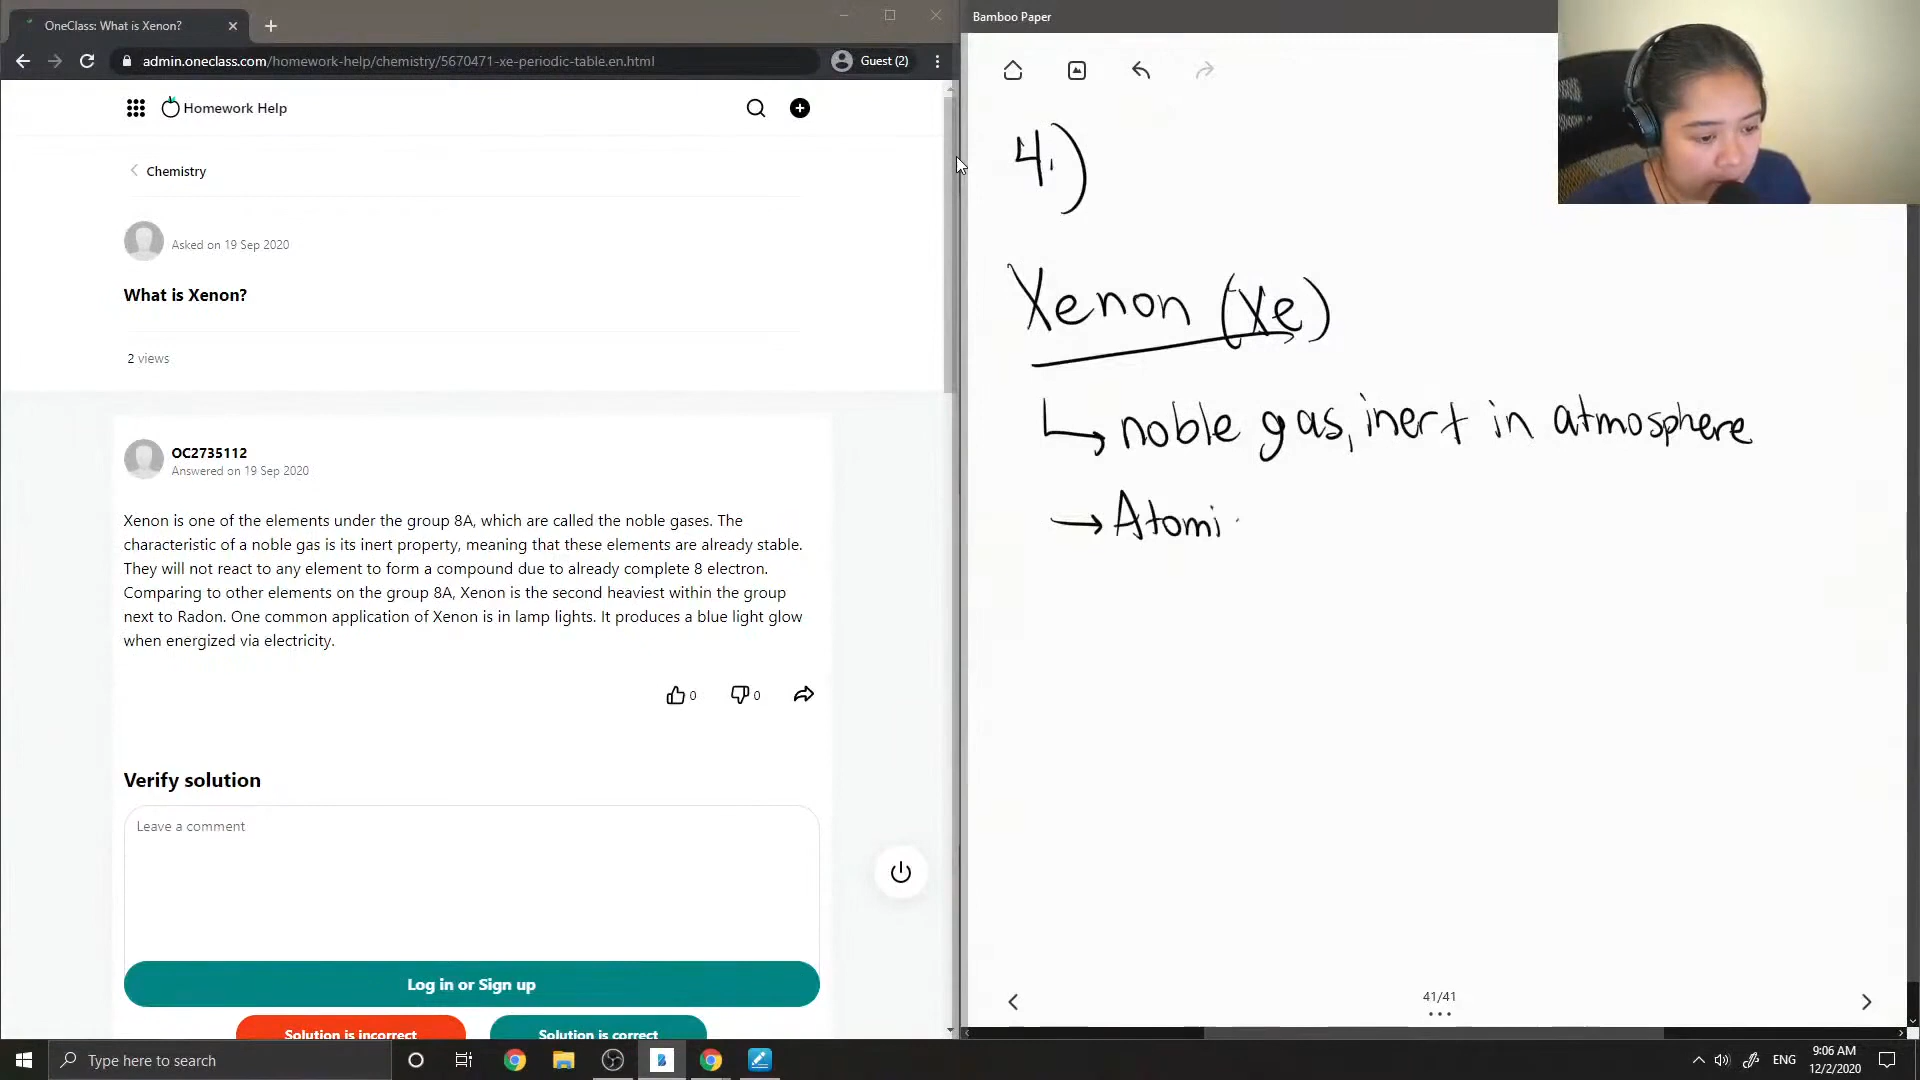 OneClass: What is Xenon?
admin.oneclass.com/homework-help/chemistry/5670471-xe-periodic-table.en.html
Guest (2)
Homework Help
Chemistry
Asked on 19 Sep 2020
What is Xenon?
2 views
OC2735112
Answered on 19 Sep 2020
Xenon is one of the elements under the group 8A, which are called the noble gases. The
characteristic of a noble gas is its inert property, meaning that these elements are already stable.
They will not react to any element to form a compound due to already complete 8 electron.
Comparing to other elements on the group 8A, Xenon is the second heaviest within the group
next to Radon. One common application of Xenon is in lamp lights. It produces a blue light glow
when energized via electricity.
0
0
Verify solution
Leave a comment
Log in or Sign up
Solution is incorrect
Solution is correct
Bamboo Paper
4.)
Xenon (Xe)
↳ noble gas, inert in atmosphere
→ Atomi
41/41
Type here to search
ENG
9:06 AM
12/2/2020